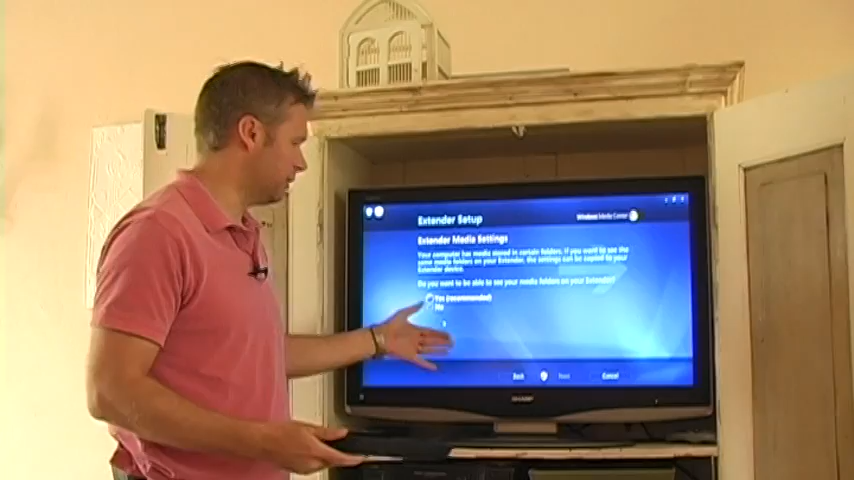 Extender Setup
Windows Media Center
Extender Media Settings
Your computer has media stored in certain folders. If you want to see the
same media folders on your Extender, the settings can be copied to your
Extender device.
Do you want to be able to see your media folders on your Extender?
Yes (recommended)
No
Back
Next
Cancel
SHARP